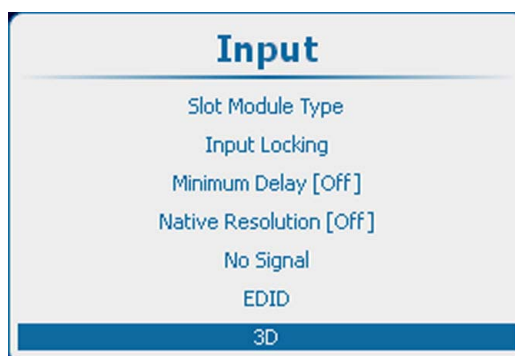 Input
Slot Module Type
Input Locking
Minimum Delay [Off]
Native Resolution [Off]
No Signal
EDID
3D